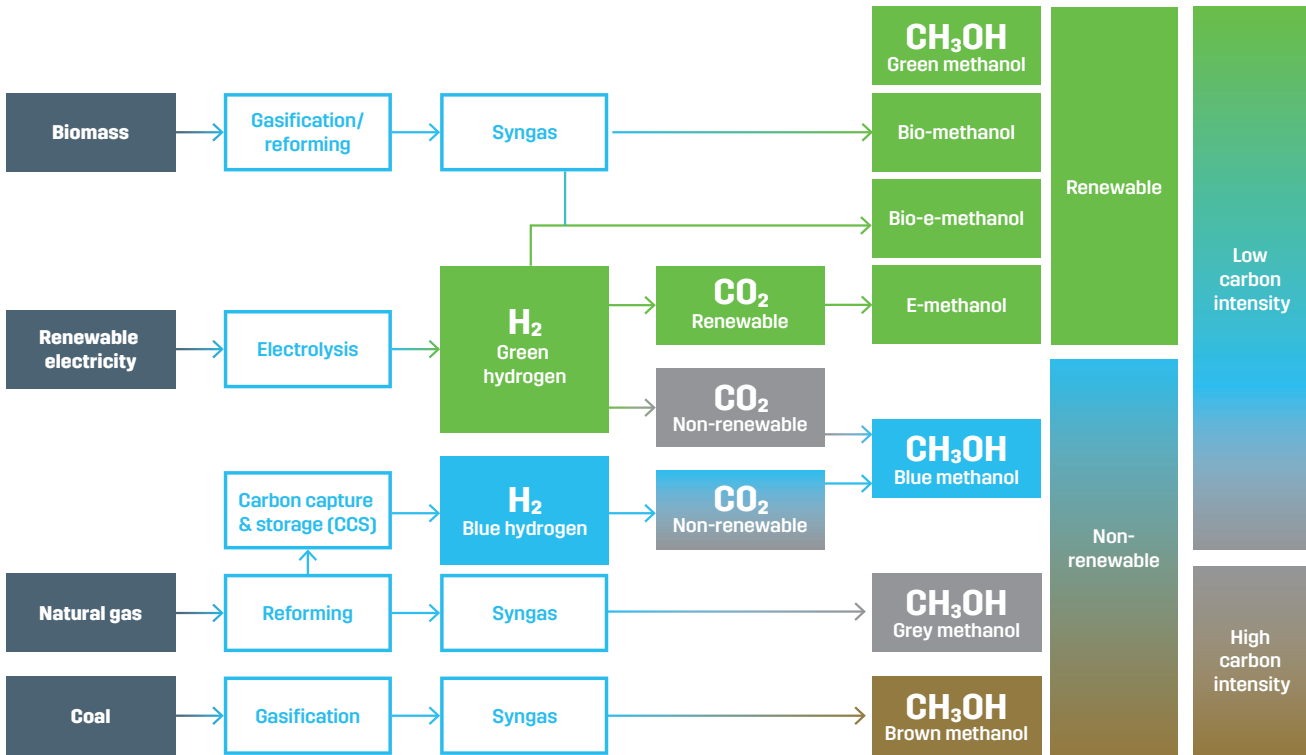 CH₃OH
Green methanol
Biomass
Gasification/
reforming
Syngas
Bio-methanol
Renewable
Bio-e-methanol
Low
carbon
intensity
Renewable
electricity
Electrolysis
H₂
Green
hydrogen
CO₂
Renewable
E-methanol
CO₂
Non-renewable
CH₃OH
Blue methanol
Carbon capture
& storage (CCS)
H₂
Blue hydrogen
CO₂
Non-renewable
Non-
renewable
Natural gas
Reforming
Syngas
CH₃OH
Grey methanol
High
carbon
intensity
Coal
Gasification
Syngas
CH₃OH
Brown methanol